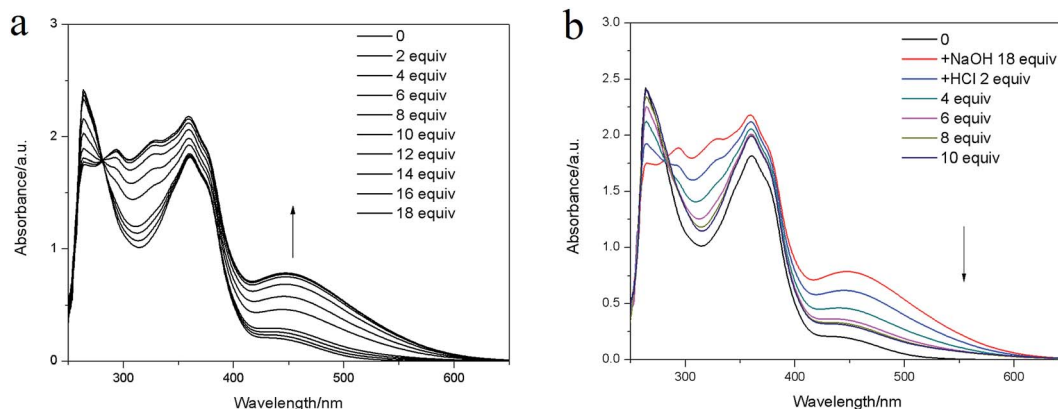 a
3
2
1
0
Absorbance/a.u.
300
400
500
600
Wavelength/nm
0
2 equiv
4 equiv
6 equiv
8 equiv
10 equiv
12 equiv
14 equiv
16 equiv
18 equiv
b
3.0
2.5
2.0
1.5
1.0
0.5
0.0
Absorbance/a.u.
300
400
500
600
Wavelength/nm
0
+NaOH 18 equiv
+HCl 2 equiv
4 equiv
6 equiv
8 equiv
10 equiv